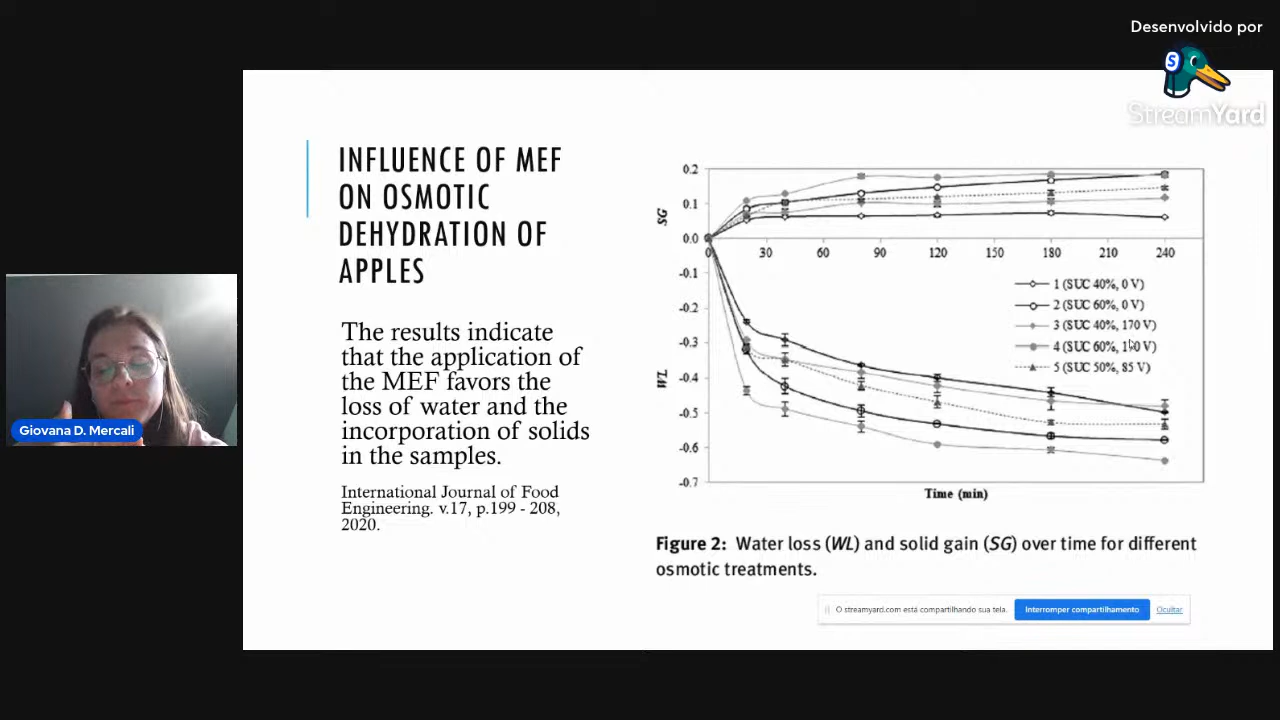 Desenvolvido por
S
StreamYard
INFLUENCE OF MEF
ON OSMOTIC
DEHYDRATION OF
APPLES
The results indicate
that the application of
the MEF favors the
loss of water and the
incorporation of solids
in the samples.
International Journal of Food
Engineering. v.17, p.199 - 208,
2020.
SG
WL
0.2
0.1
0.0
-0.1
-0.2
-0.3
-0.4
-0.5
-0.6
-0.7
0 30 60 90 120 150 180 210 240
1 (SUC 40%, 0 V)
2 (SUC 60%, 0 V)
3 (SUC 40%, 170 V)
4 (SUC 60%, V)
5 (SUC 50%, 85 V)
Time (min)
Figure 2: Water loss (WL) and solid gain (SG) over time for different
osmotic treatments.
O streamyard.com está compartilhando sua tela. Interromper compartilhamento Ocultar
Giovana D. Mercali